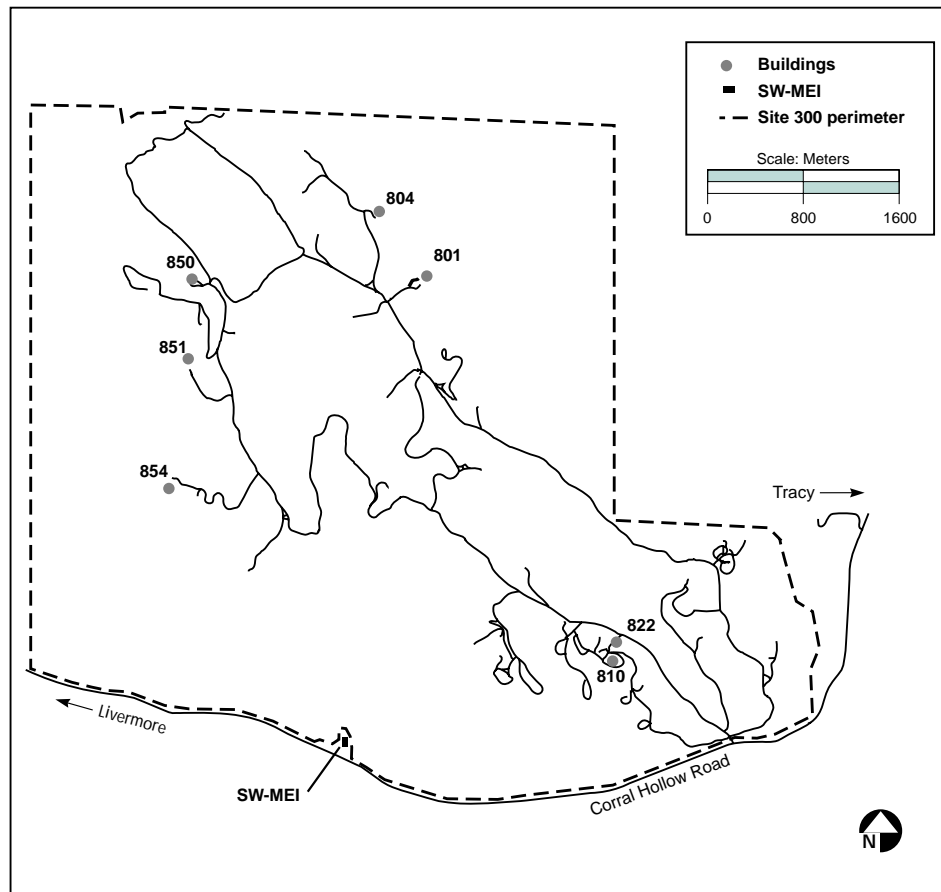 Buildings
SW-MEI
Site 300 perimeter
Scale: Meters
0 800 1600
804
801
850
851
854
Tracy
822
810
Livermore
SW-MEI
Corral Hollow Road
N